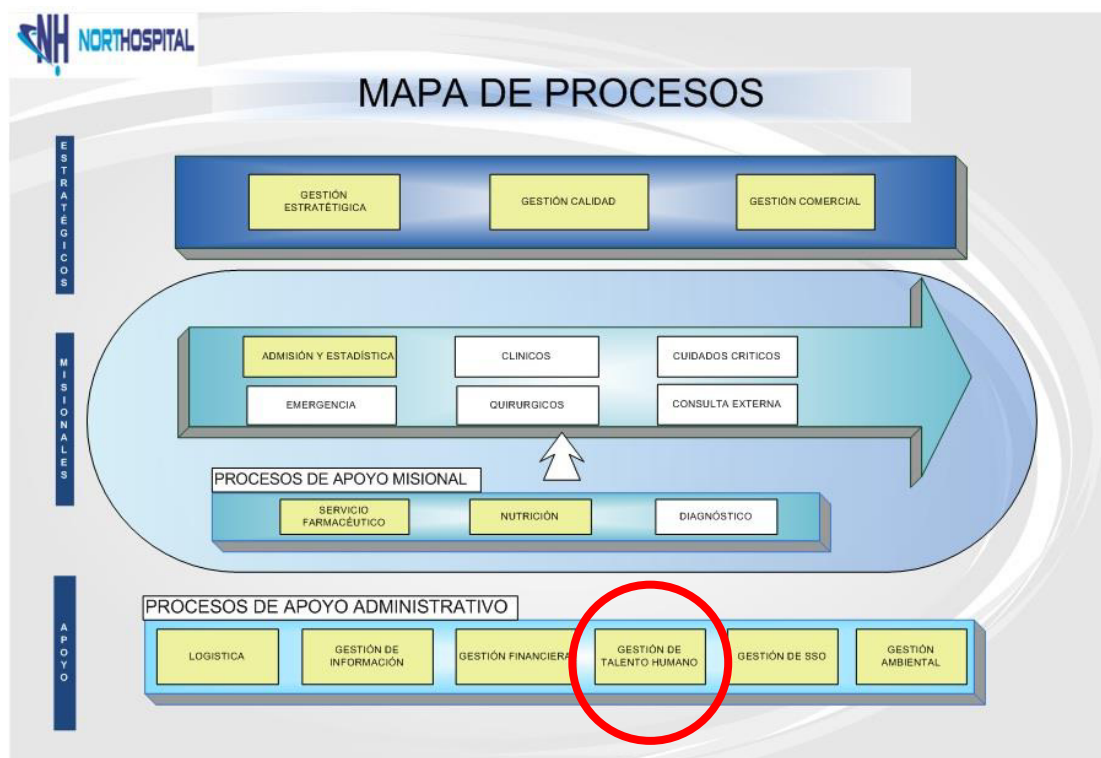 NH NORTHOSPITAL
MAPA DE PROCESOS
ESTRATÉGICOS
GESTIÓN
ESTRATÉTIGICA
GESTIÓN CALIDAD
GESTIÓN COMERCIAL
MISIONALES
ADMISIÓN Y ESTADÍSTICA
CLINICOS
CUIDADOS CRITICOS
EMERGENCIA
QUIRURGICOS
CONSULTA EXTERNA
PROCESOS DE APOYO MISIONAL
SERVICIO
FARMACÉUTICO
NUTRICIÓN
DIAGNÓSTICO
APOYO
PROCESOS DE APOYO ADMINISTRATIVO
LOGISTICA
GESTIÓN DE
INFORMACIÓN
GESTIÓN FINANCIERA
GESTIÓN DE
TALENTO HUMANO
GESTIÓN DE SSO
GESTIÓN
AMBIENTAL